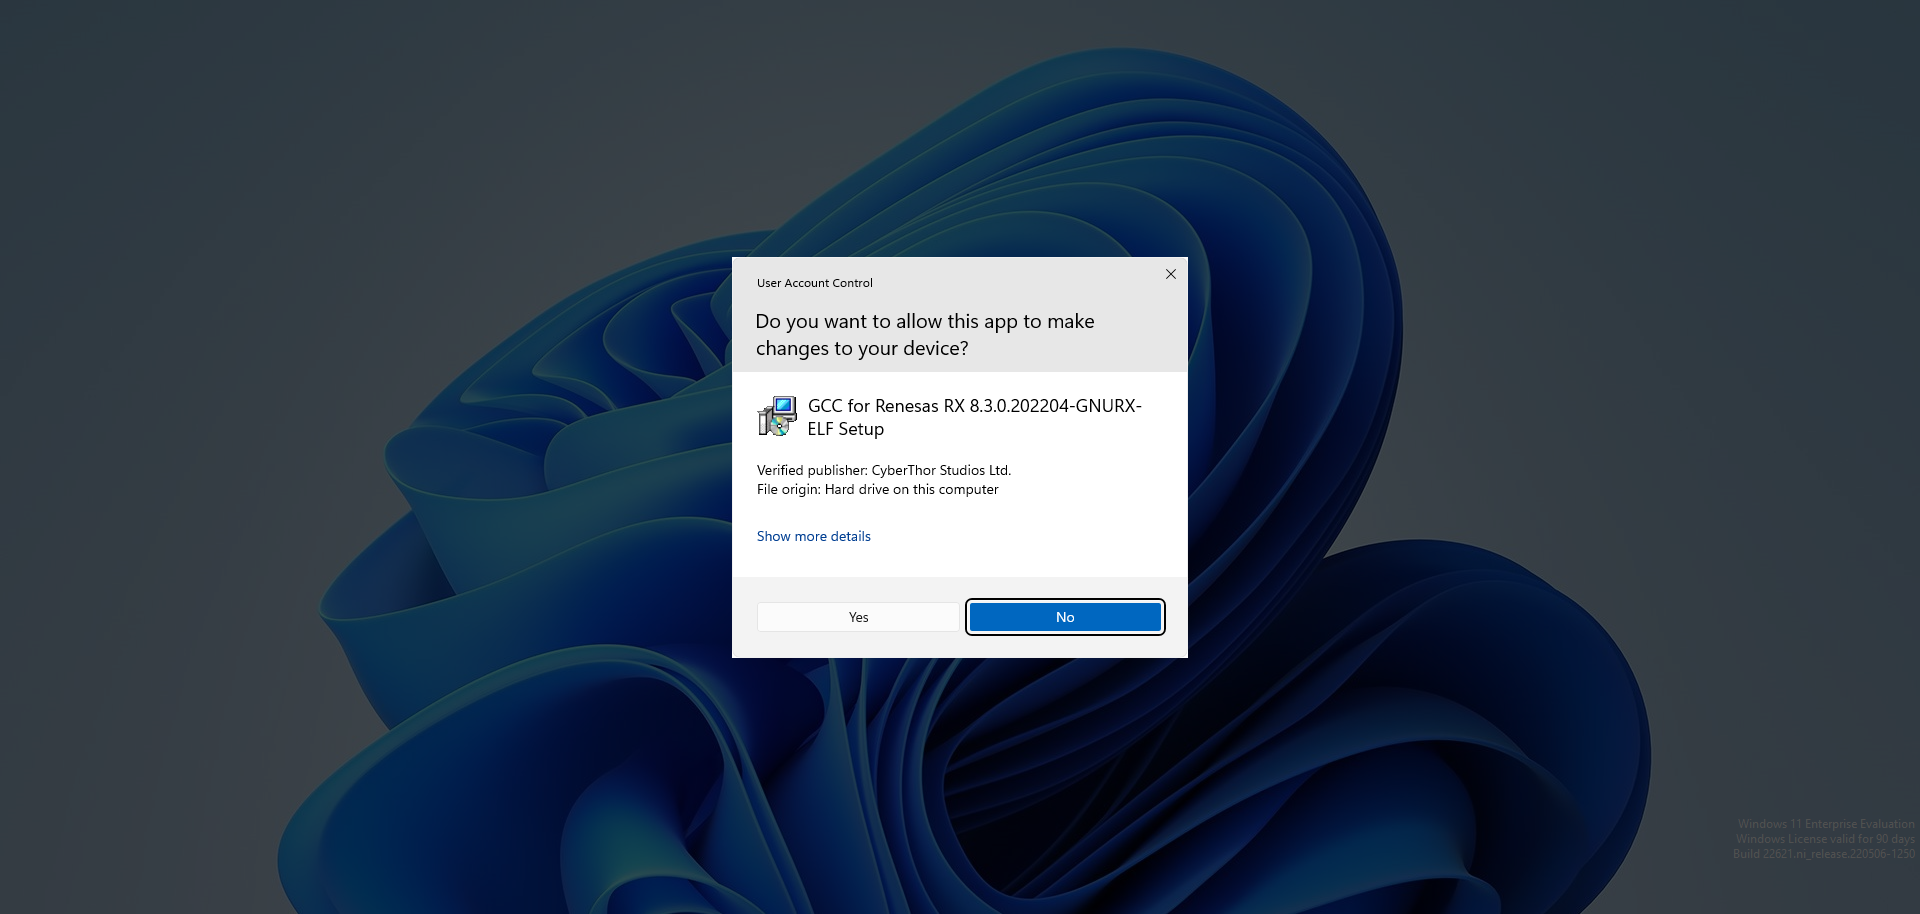 User Account Control
Do you want to allow this app to make
changes to your device?
GCC for Renesas RX 8.3.0.202204-GNURX-
ELF Setup
Verified publisher: CyberThor Studios Ltd.
File origin: Hard drive on this computer
Show more details
Yes
No
Windows 11 Enterprise Evaluation
Windows License valid for 90 days
Build 22621.ni_release.220506-1250